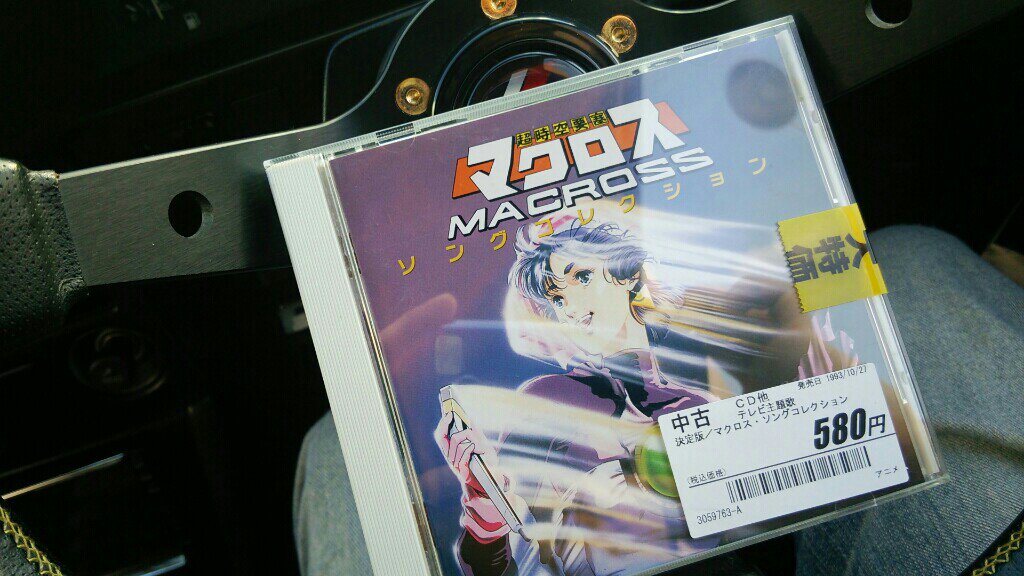 超時空要塞
マクロス
MACROSS
ソングコレクション
大特価
発売日 1993/10/27
中古
CD他
テレビ主題歌
決定版/マクロス・ソングコレクション
580円
(税込価格)
アニメ
3059763-A